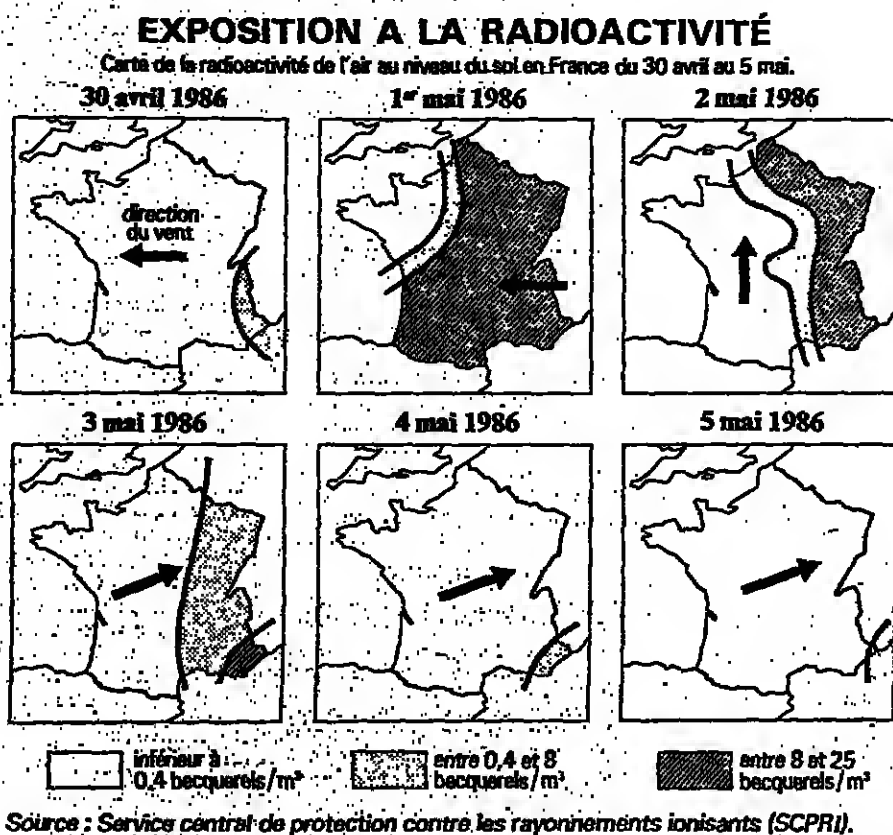 EXPOSITION A LA RADIOACTIVITÉ
Carte de la radioactivité de l'air au niveau du sol en France du 30 avril au 5 mai.
30 avril 1986
1er mai 1986
2 mai 1986
direction
du vent
3 mai 1986
4 mai 1986
5 mai 1986
inférieur à
0,4 becquerels/m³
entre 0,4 et 8
becquerels/m³
entre 8 et 25
becquerels/m³
Source : Service central de protection contre les rayonnements ionisants (SCPRI).